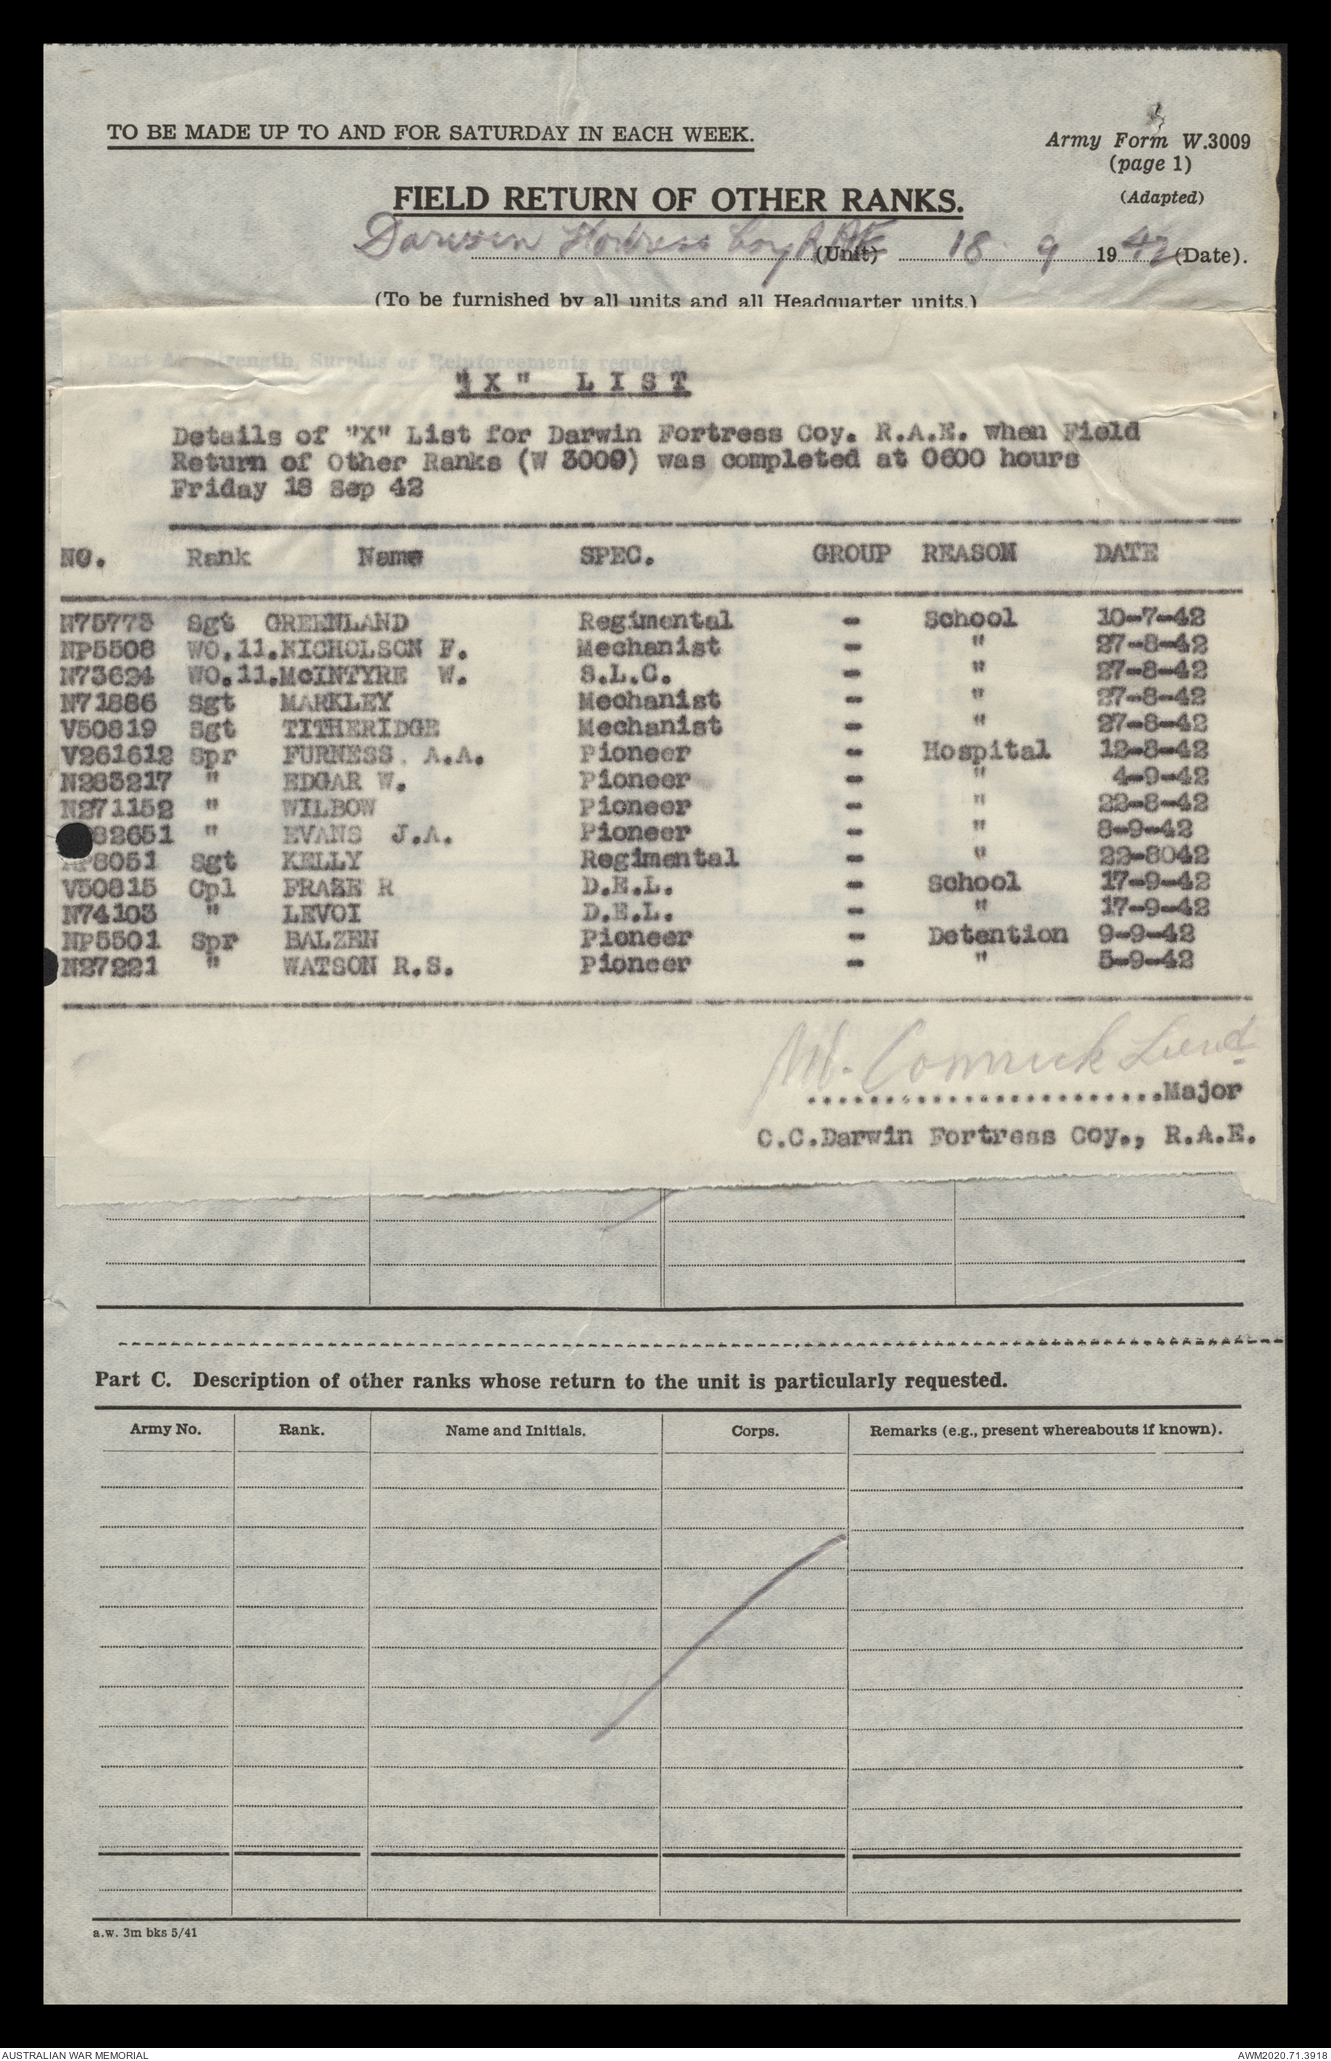 TO BE MADE UP TO AND FOR SATURDAY IN EACH WEEK.
Army Form W.3009
(page 1)
(Adapted)
FIELD RETURN OF OTHER RANKS.
Darwin Fortress Coy RAE (Unit) 18 9 1942 (Date).
(To be furnished by all units and all Headquarter units.)
"X" LIST
Details of "X" List for Darwin Fortress Coy. R.A.E. when Field
Return of Other Ranks (W 3009) was completed at 0600 hours
Friday 18 Sep 42
NO. Rank Name SPEC. GROUP REASOM DATE
N75773 Sgt GREENLAND Regimental - School 10-7-42
NP5508 WO.11.NICHOLSON F. Mechanist - " 27-8-42
N73624 WO.11.McINTYRE W. S.L.C. - " 27-8-42
N71886 Sgt MARKLEY Mechanist - " 27-8-42
V50819 Sgt TITHERIDGE Mechanist - " 27-8-42
V261612 Spr FURNESS. A.A. Pioneer - Hospital 12-8-42
N283217 " EDGAR W. Pioneer - " 4-9-42
N271152 " WILBOW Pioneer - " 22-8-42
82651 " EVANS J.A. Pioneer - " 8-9-42
NP8051 Sgt KELLY Regimental - " 22-8042
V50815 Cpl FRASE R D.E.L. - School 17-9-42
N74103 " LEVOI D.E.L. - " 17-9-42
NP5501 Spr BALZEN Pioneer - Detention 9-9-42
N27221 " WATSON R.S. Pioneer - " 5-9-42
Lieut
........................Major
C.C.Darwin Fortress Coy., R.A.E.
Part C. Description of other ranks whose return to the unit is particularly requested.
Army No. Rank. Name and Initials. Corps. Remarks (e.g., present whereabouts if known).
a.w. 3m bks 5/41
AUSTRALIAN WAR MEMORIAL
AWM2020.71.3918